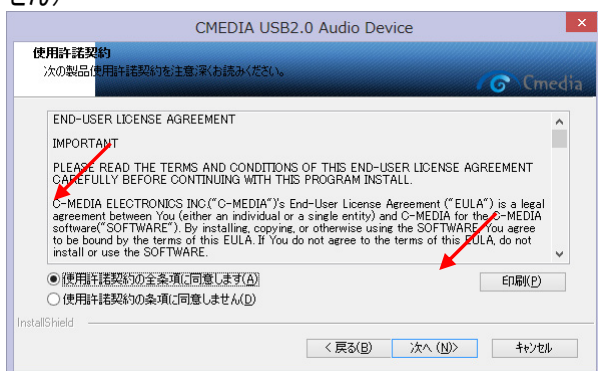 せん)
CMEDIA USB2.0 Audio Device
使用許諾契約
次の製品使用許諾契約を注意深くお読みください。
Cmedia
END-USER LICENSE AGREEMENT
IMPORTANT
PLEASE READ THE TERMS AND CONDITIONS OF THIS END-USER LICENSE AGREEMENT
CAREFULLY BEFORE CONTINUING WITH THIS PROGRAM INSTALL.
C-MEDIA ELECTRONICS INC.("C-MEDIA")'s End-User License Agreement ("EULA") is a legal
agreement between You (either an individual or a single entity) and C-MEDIA for the C-MEDIA
software("SOFTWARE"). By installing, copying, or otherwise using the SOFTWARE, You agree
to be bound by the terms of this EULA. If You do not agree to the terms of this EULA, do not
install or use the SOFTWARE.
使用許諾契約の全条項に同意します(A)
印刷(P)
使用許諾契約の条項に同意しません(D)
InstallShield
< 戻る(B)
次へ (N)>
キャンセル